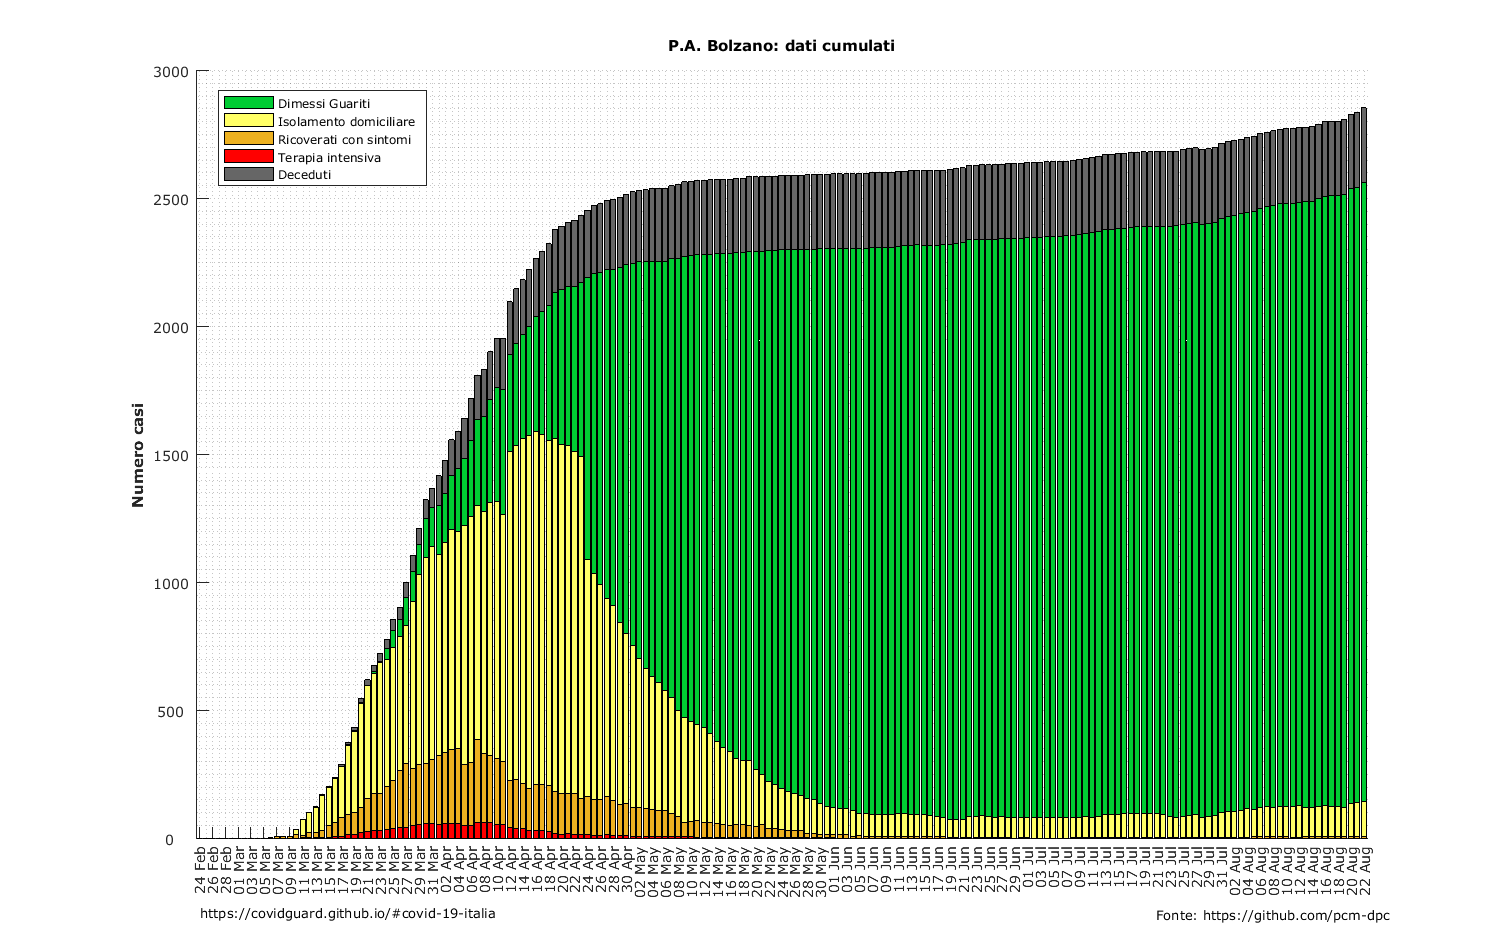 P.A. Bolzano: dati cumulati
3000
2500
2000
1500
1000
500
0
Numero casi
Dimessi Guariti
Isolamento domiciliare
Ricoverati con sintomi
Terapia intensiva
Deceduti
24 Feb
26 Feb
28 Feb
01 Mar
03 Mar
05 Mar
07 Mar
09 Mar
11 Mar
13 Mar
15 Mar
17 Mar
19 Mar
21 Mar
23 Mar
25 Mar
27 Mar
29 Mar
31 Mar
02 Apr
04 Apr
06 Apr
08 Apr
10 Apr
12 Apr
14 Apr
16 Apr
18 Apr
20 Apr
22 Apr
24 Apr
26 Apr
28 Apr
30 Apr
02 May
04 May
06 May
08 May
10 May
12 May
14 May
16 May
18 May
20 May
22 May
24 May
26 May
28 May
30 May
01 Jun
03 Jun
05 Jun
07 Jun
09 Jun
11 Jun
13 Jun
15 Jun
17 Jun
19 Jun
21 Jun
23 Jun
25 Jun
27 Jun
29 Jun
01 Jul
03 Jul
05 Jul
07 Jul
09 Jul
11 Jul
13 Jul
15 Jul
17 Jul
19 Jul
21 Jul
23 Jul
25 Jul
27 Jul
29 Jul
31 Jul
02 Aug
04 Aug
06 Aug
08 Aug
10 Aug
12 Aug
14 Aug
16 Aug
18 Aug
20 Aug
22 Aug
https://covidguard.github.io/#covid-19-italia
Fonte: https://github.com/pcm-dpc